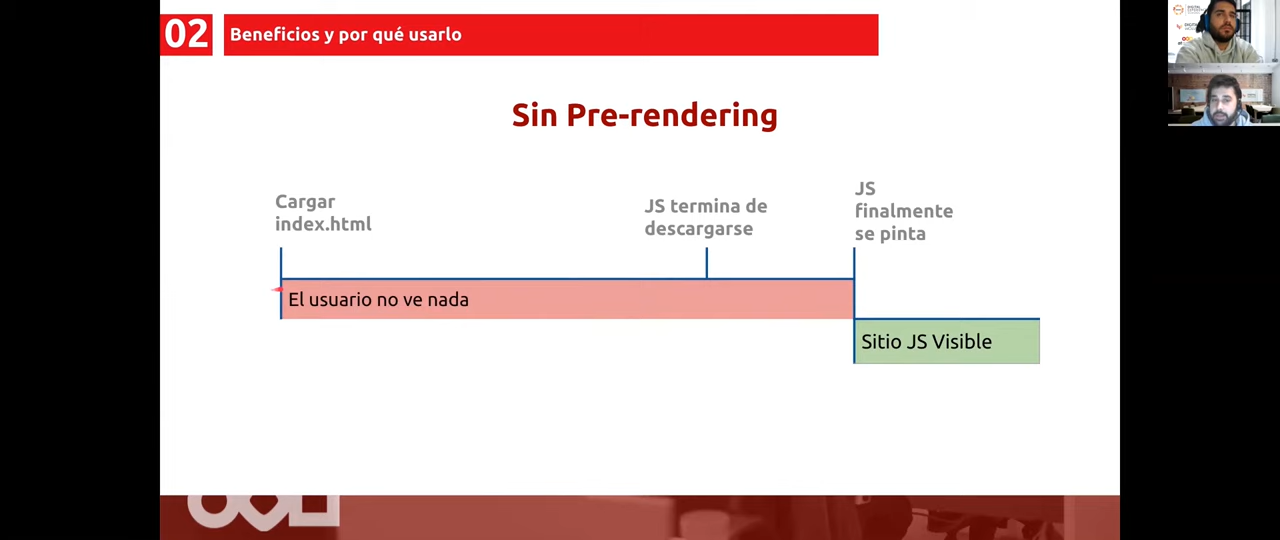 02
Beneficios y por qué usarlo
Sin Pre-rendering
Cargar
index.html
JS termina de
descargarse
JS
finalmente
se pinta
El usuario no ve nada
Sitio JS Visible